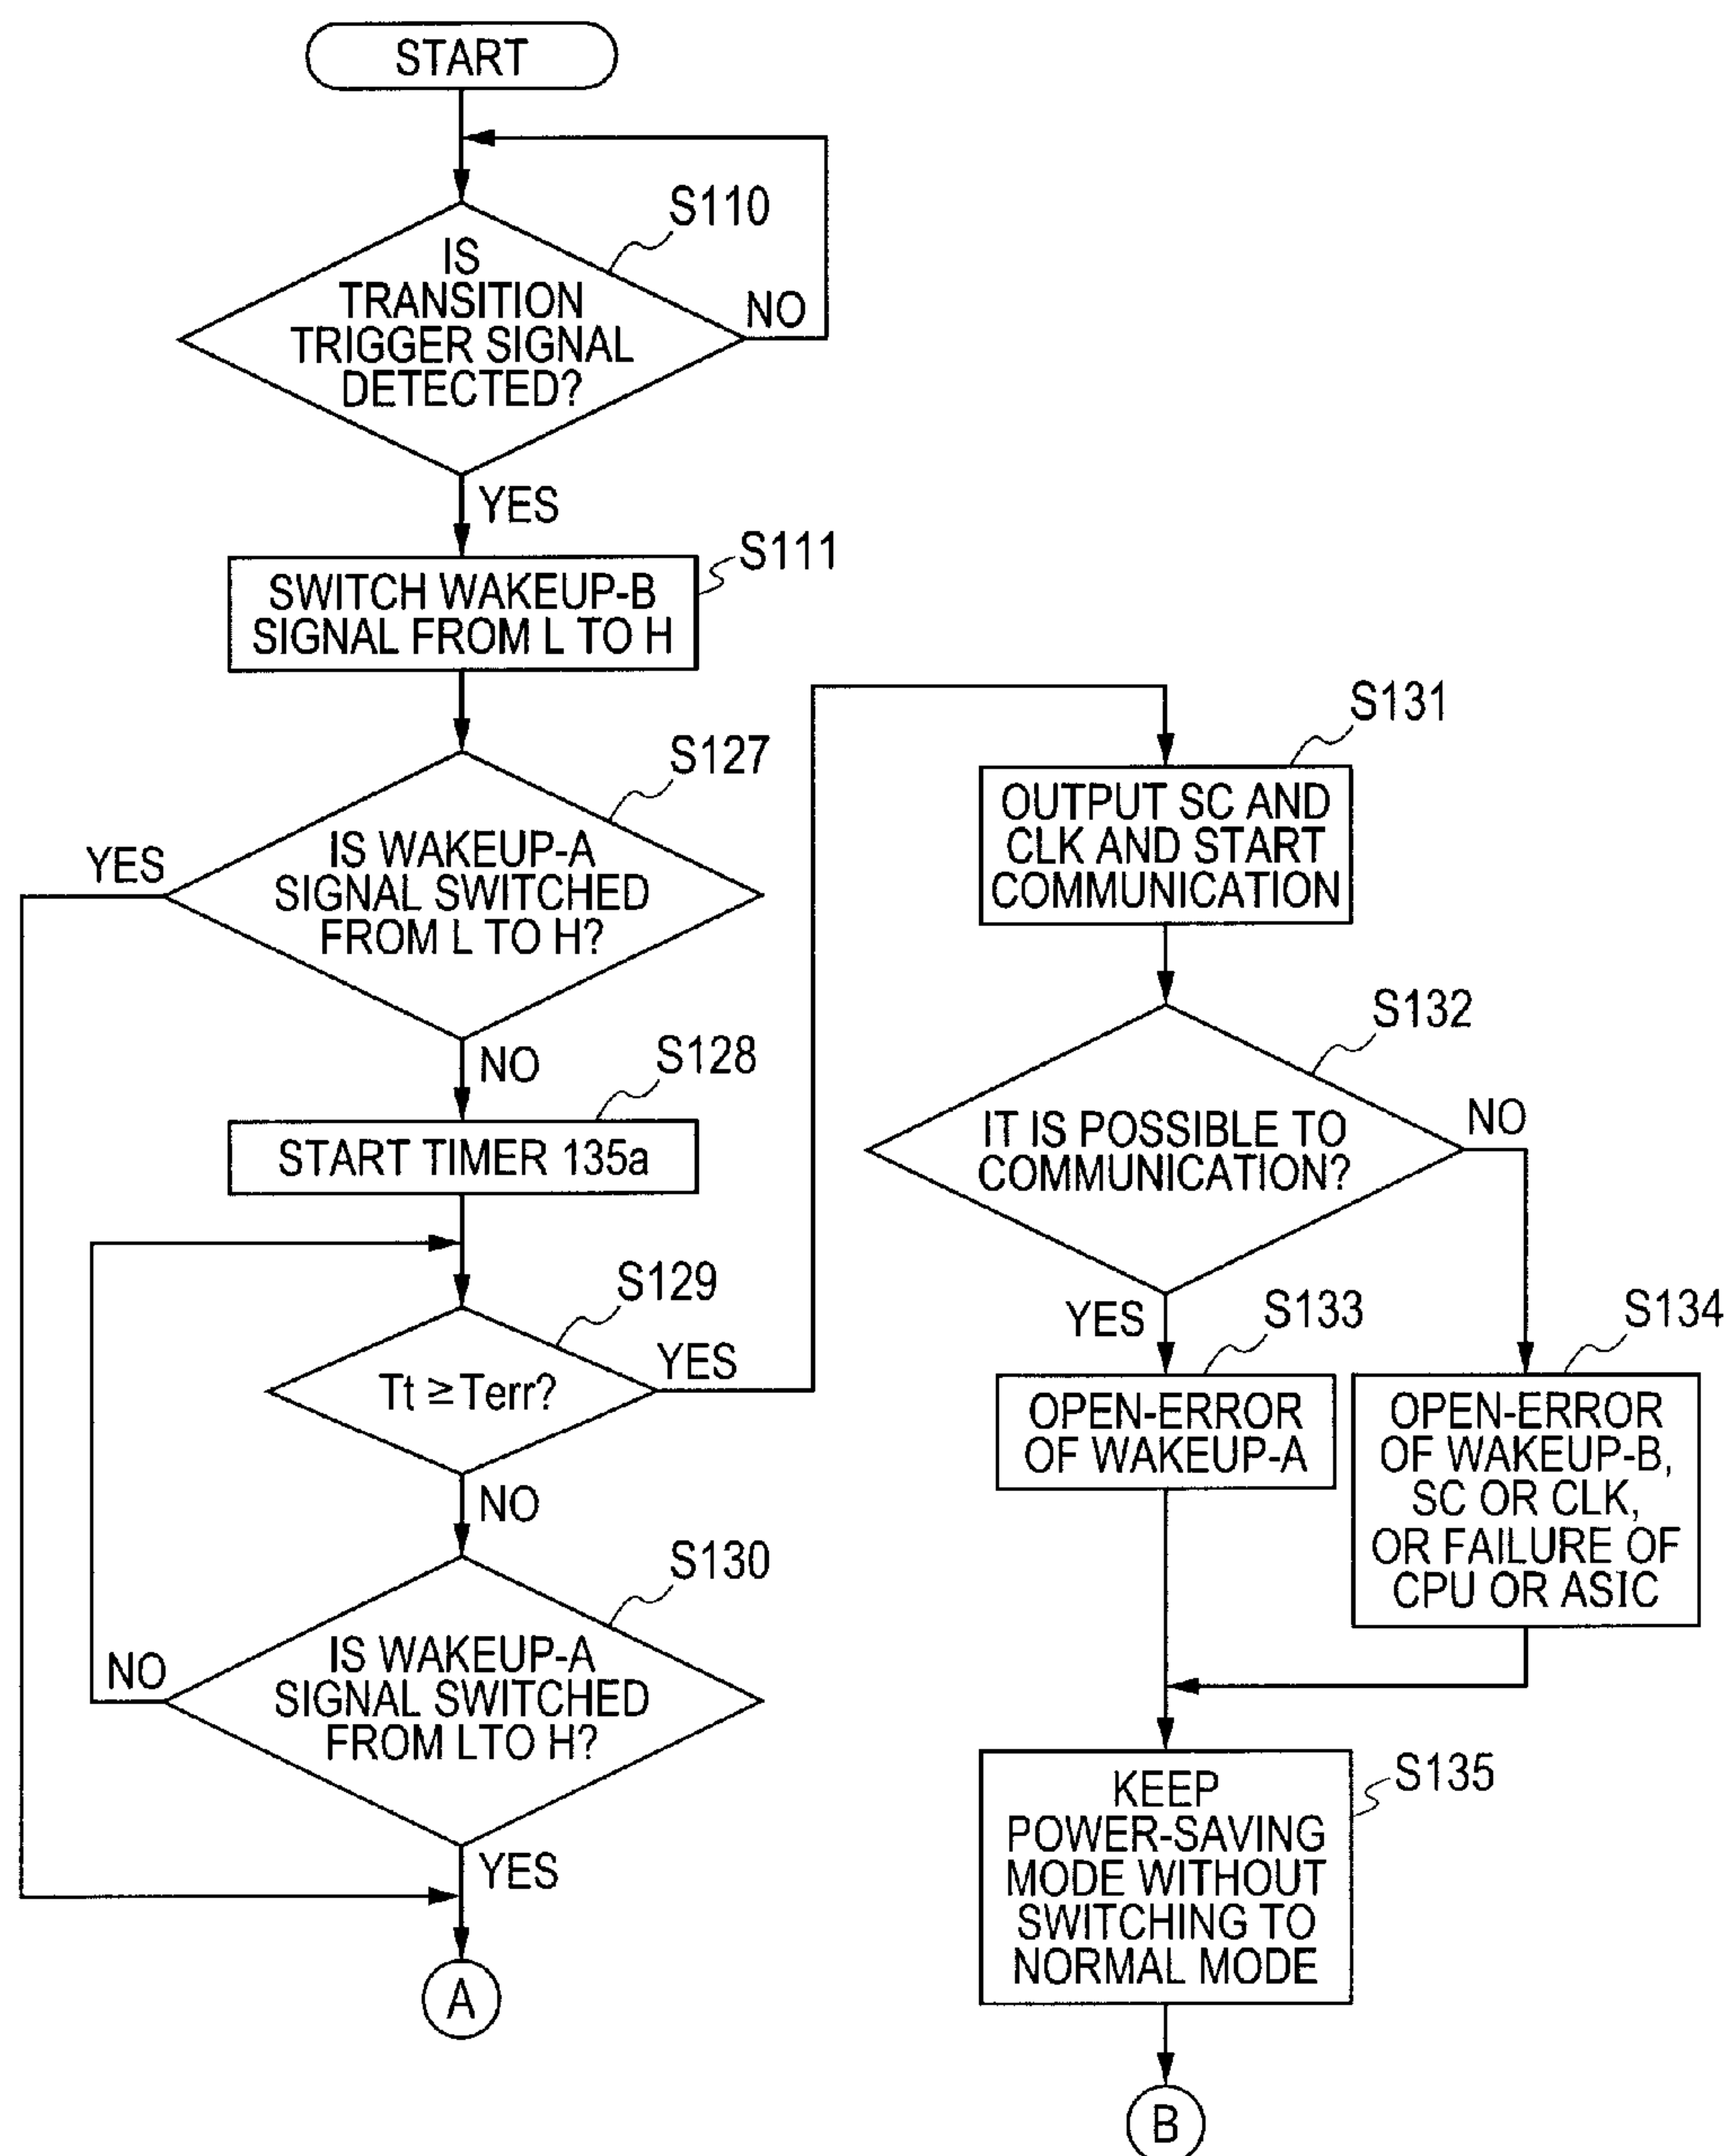 START
S110
IS
TRANSITION
TRIGGER SIGNAL
DETECTED?
NO
YES
S111
SWITCH WAKEUP-B
SIGNAL FROM L TO H
S127
IS WAKEUP-A
SIGNAL SWITCHED
FROM L TO H?
YES
NO
S128
START TIMER 135a
S129
Tt ≥ Terr?
YES
NO
S130
IS WAKEUP-A
SIGNAL SWITCHED
FROM LTO H?
NO
YES
A
S131
OUTPUT SC AND
CLK AND START
COMMUNICATION
S132
IT IS POSSIBLE TO
COMMUNICATION?
NO
YES
S133
OPEN-ERROR
OF WAKEUP-A
S134
OPEN-ERROR
OF WAKEUP-B,
SC OR CLK,
OR FAILURE OF
CPU OR ASIC
S135
KEEP
POWER-SAVING
MODE WITHOUT
SWITCHING TO
NORMAL MODE
B